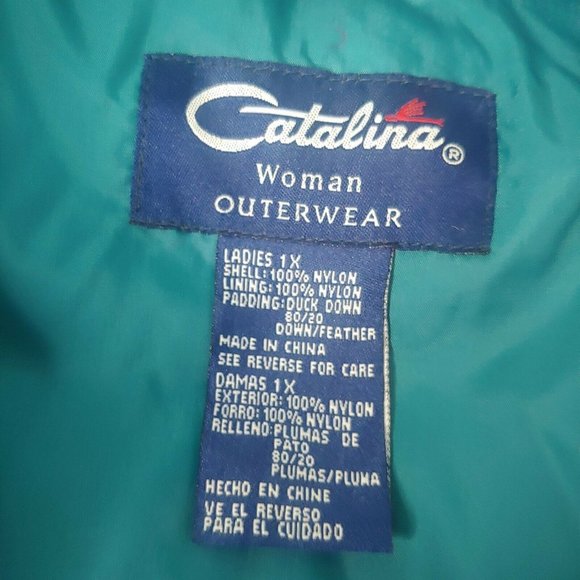 Catalina®
Woman
OUTERWEAR
LADIES 1X
SHELL: 100% NYLON
LINING: 100% NYLON
PADDING: DUCK DOWN
80/20
DOWN/FEATHER
MADE IN CHINA
SEE REVERSE FOR CARE
DAMAS 1X
EXTERIOR: 100% NYLON
FORRO: 100% NYLON
RELLENO: PLUMAS DE
PATO
80/20
PLUMAS/PLUMA
HECHO EN CHINE
VE EL REVERSO
PARA EL CUIDADO